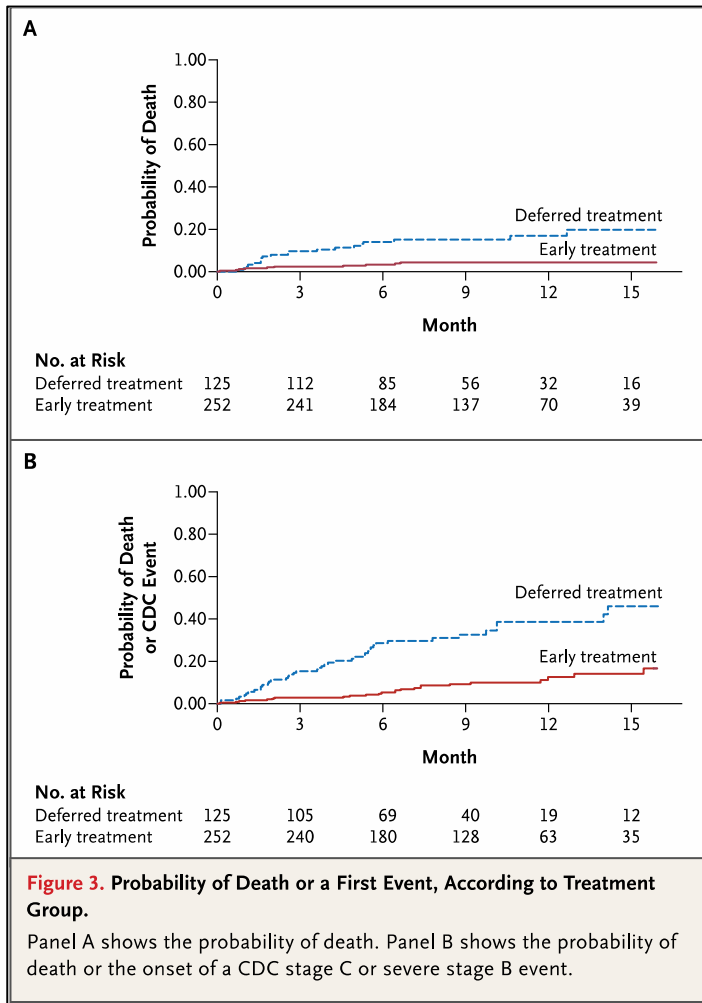 A
1.00
0.80
0.60
0.40
0.20
0.00
Probability of Death
Deferred treatment
Early treatment
0 3 6 9 12 15
Month
No. at Risk
Deferred treatment 125 112 85 56 32 16
Early treatment 252 241 184 137 70 39
B
1.00
0.80
0.60
0.40
0.20
0.00
Probability of Death
or CDC Event
Deferred treatment
Early treatment
0 3 6 9 12 15
Month
No. at Risk
Deferred treatment 125 105 69 40 19 12
Early treatment 252 240 180 128 63 35
Figure 3. Probability of Death or a First Event, According to Treatment
Group.
Panel A shows the probability of death. Panel B shows the probability of
death or the onset of a CDC stage C or severe stage B event.